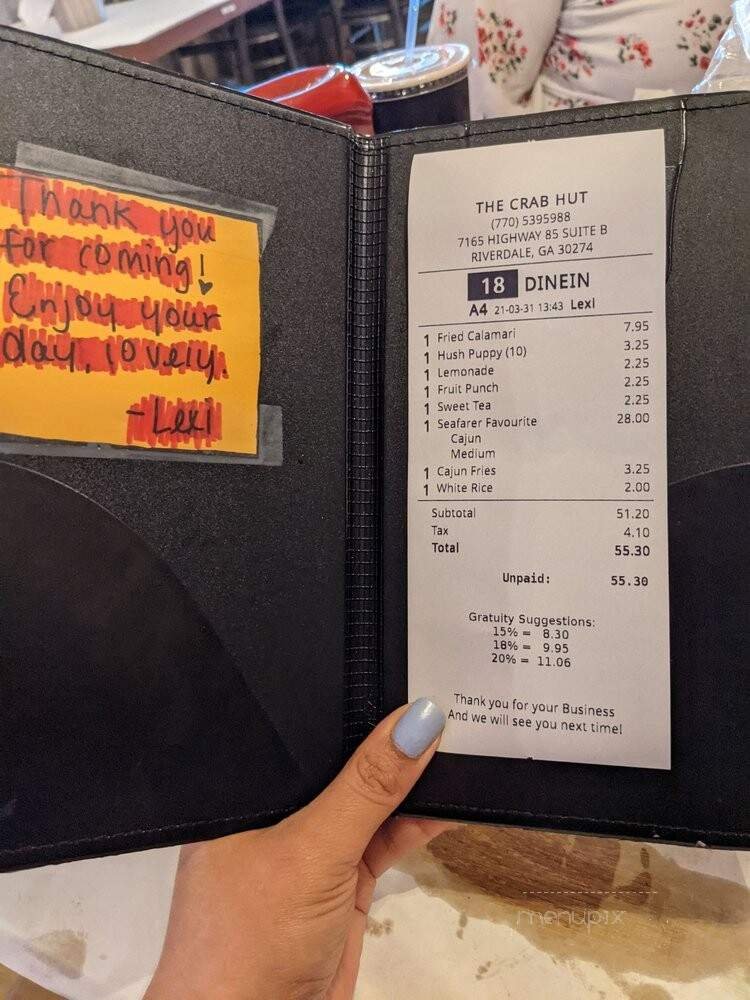 Thank you
for coming!
Enjoy your
day, lovely.
-Lexi
THE CRAB HUT
(770) 5395988
7165 HIGHWAY 85 SUITE B
RIVERDALE, GA 30274
18 DINEIN
A4 21-03-31 13:43 Lexi
1 Fried Calamari 7.95
1 Hush Puppy (10) 3.25
1 Lemonade 2.25
1 Fruit Punch 2.25
1 Sweet Tea 2.25
1 Seafarer Favourite 28.00
Cajun
Medium
1 Cajun Fries 3.25
1 White Rice 2.00
Subtotal 51.20
Tax 4.10
Total 55.30
Unpaid: 55.30
Gratuity Suggestions:
15% = 8.30
18% = 9.95
20% = 11.06
Thank you for your Business
And we will see you next time!
menupix